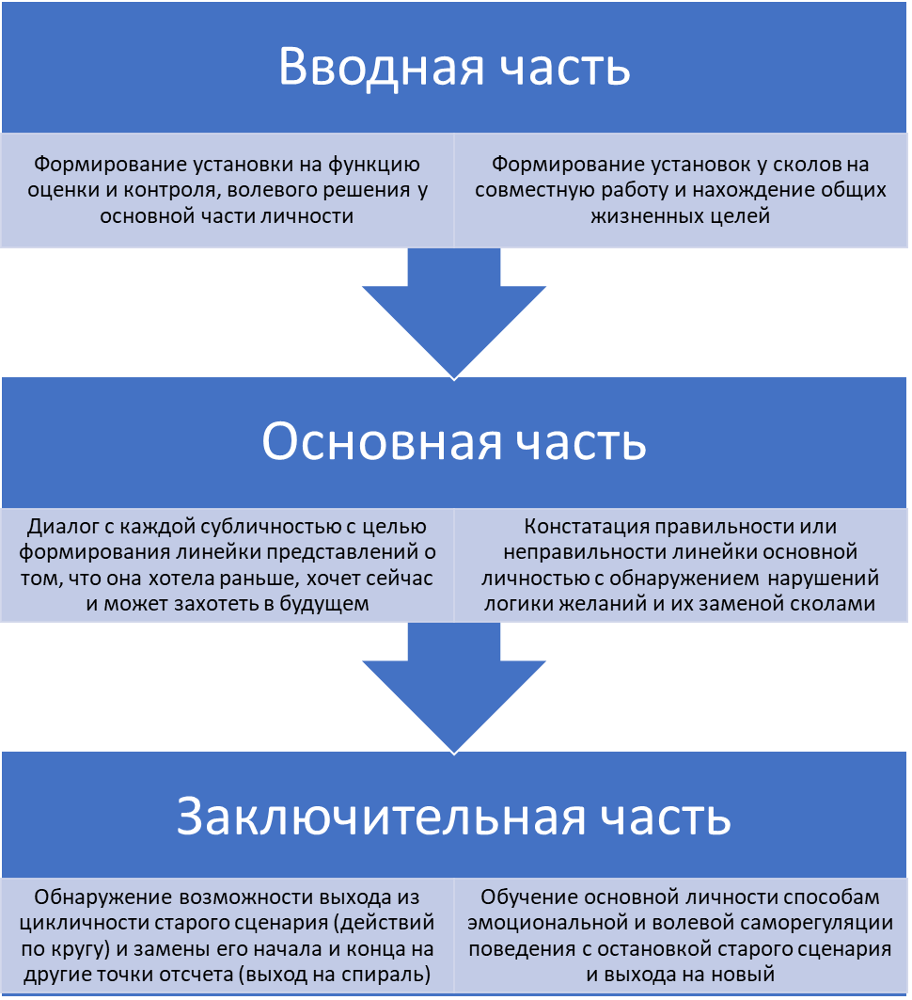 Вводная часть
Формирование установки на функцию
оценки и контроля, волевого решения у
основной части личности
Формирование установок у сколов на
совместную работу и нахождение общих
жизненных целей
Основная часть
Диалог с каждой субличностью с целью
формирования линейки представлений о
том, что она хотела раньше, хочет сейчас
и может захотеть в будущем
Констатация правильности или
неправильности линейки основной
личностью с обнаружением нарушений
логики желаний и их заменой сколами
Заключительная часть
Обнаружение возможности выхода из
цикличности старого сценария (действий
по кругу) и замены его начала и конца на
другие точки отсчета (выход на спираль)
Обучение основной личности способам
эмоциональной и волевой саморегуляции
поведения с остановкой старого сценария
и выхода на новый